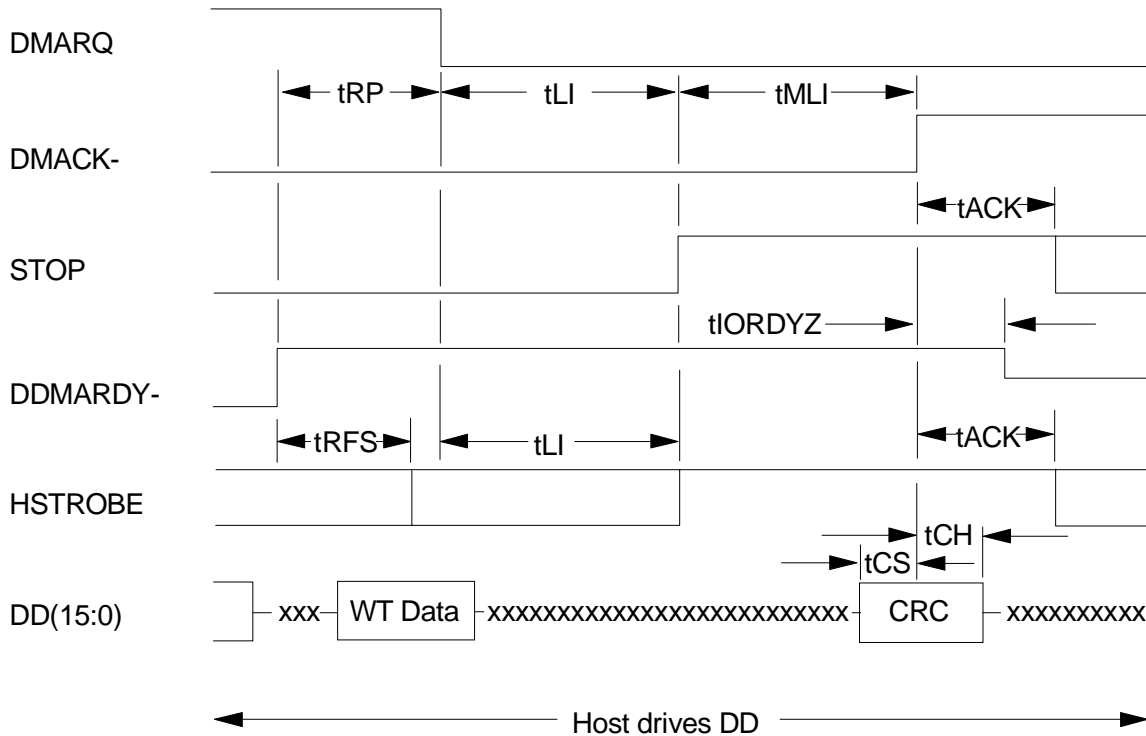 DMARQ
tRP
tLI
tMLI
DMACK-
tACK
STOP
tIORDYZ
DDMARDY-
tRFS
tLI
tACK
HSTROBE
tCH
tCS
DD(15:0)
xxx
WT Data
xxxxxxxxxxxxxxxxxxxxxxxxxx
CRC
xxxxxxxxxx
Host drives DD